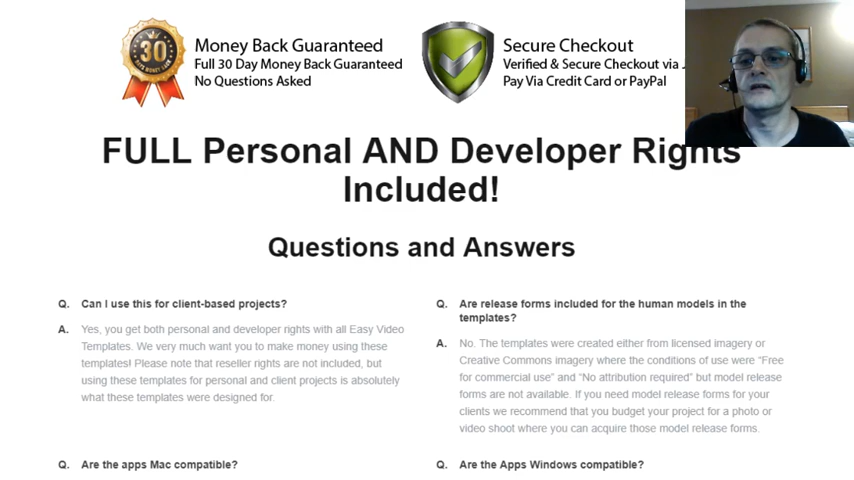 30
Money Back Guaranteed
Full 30 Day Money Back Guaranteed
No Questions Asked
Secure Checkout
Verified & Secure Checkout via
Pay Via Credit Card or PayPal
FULL Personal AND Developer Rights
Included!
Questions and Answers
Q. Can I use this for client-based projects?
A. Yes, you get both personal and developer rights with all Easy Video
Templates. We very much want you to make money using these
templates! Please note that reseller rights are not included, but
using these templates for personal and client projects is absolutely
what these templates were designed for.
Q. Are release forms included for the human models in the
templates?
A. No. The templates were created either from licensed imagery or
Creative Commons imagery where the conditions of use were “Free
for commercial use” and “No attribution required” but model release
forms are not available. If you need model release forms for your
clients we recommend that you budget your project for a photo or
video shoot where you can acquire those model release forms.
Q. Are the apps Mac compatible?
Q. Are the Apps Windows compatible?